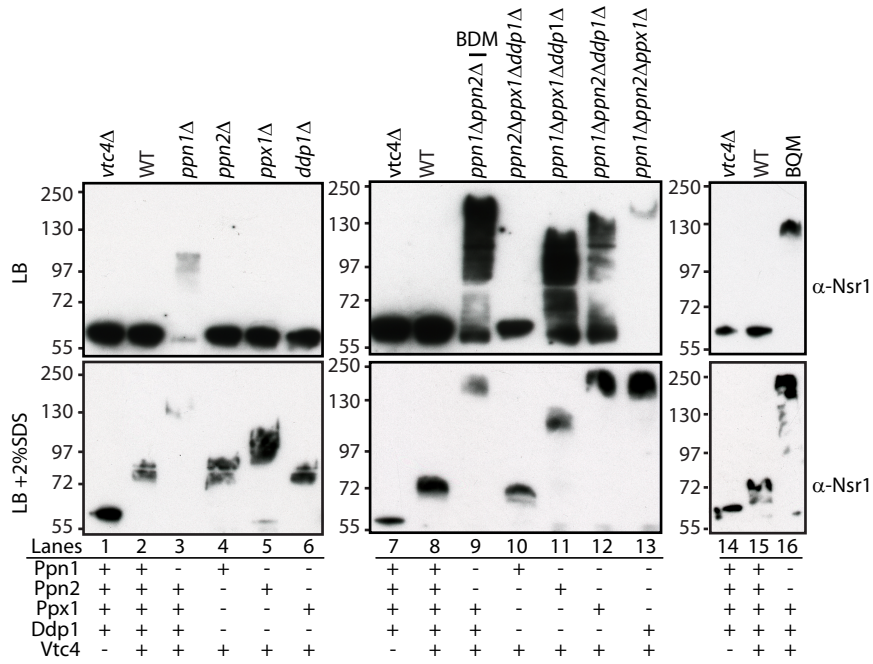 BDM
vtc4Δ WT ppn1Δ ppn2Δ ppx1Δ ddp1Δ
vtc4Δ WT ppn1Δppn2Δ ppn2Δppx1Δddp1Δ ppn1Δppx1Δddp1Δ ppn1Δppn2Δddp1Δ ppn1Δppn2Δppx1Δ
vtc4Δ WT BQM
LB
250
130
97
72
55
250
130
97
72
55
250
130
97
72
55
α-Nsr1
LB +2%SDS
250
130
97
72
55
250
130
97
72
55
250
130
97
72
55
α-Nsr1
Lanes 1 2 3 4 5 6 7 8 9 10 11 12 13 14 15 16
Ppn1 + + - + - - + + - + - - - + + -
Ppn2 + + + - + - + + - - + - - + + -
Ppx1 + + + - - + + + + - - + - + + +
Ddp1 + + + - - - + + + - - - + + + +
Vtc4 - + + + + + - + + + + + + - + +